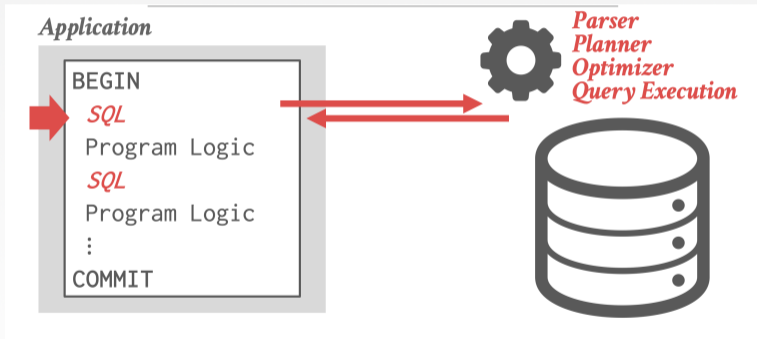 Application
BEGIN
SQL
Program Logic
SQL
Program Logic
⋮
COMMIT
Parser
Planner
Optimizer
Query Execution